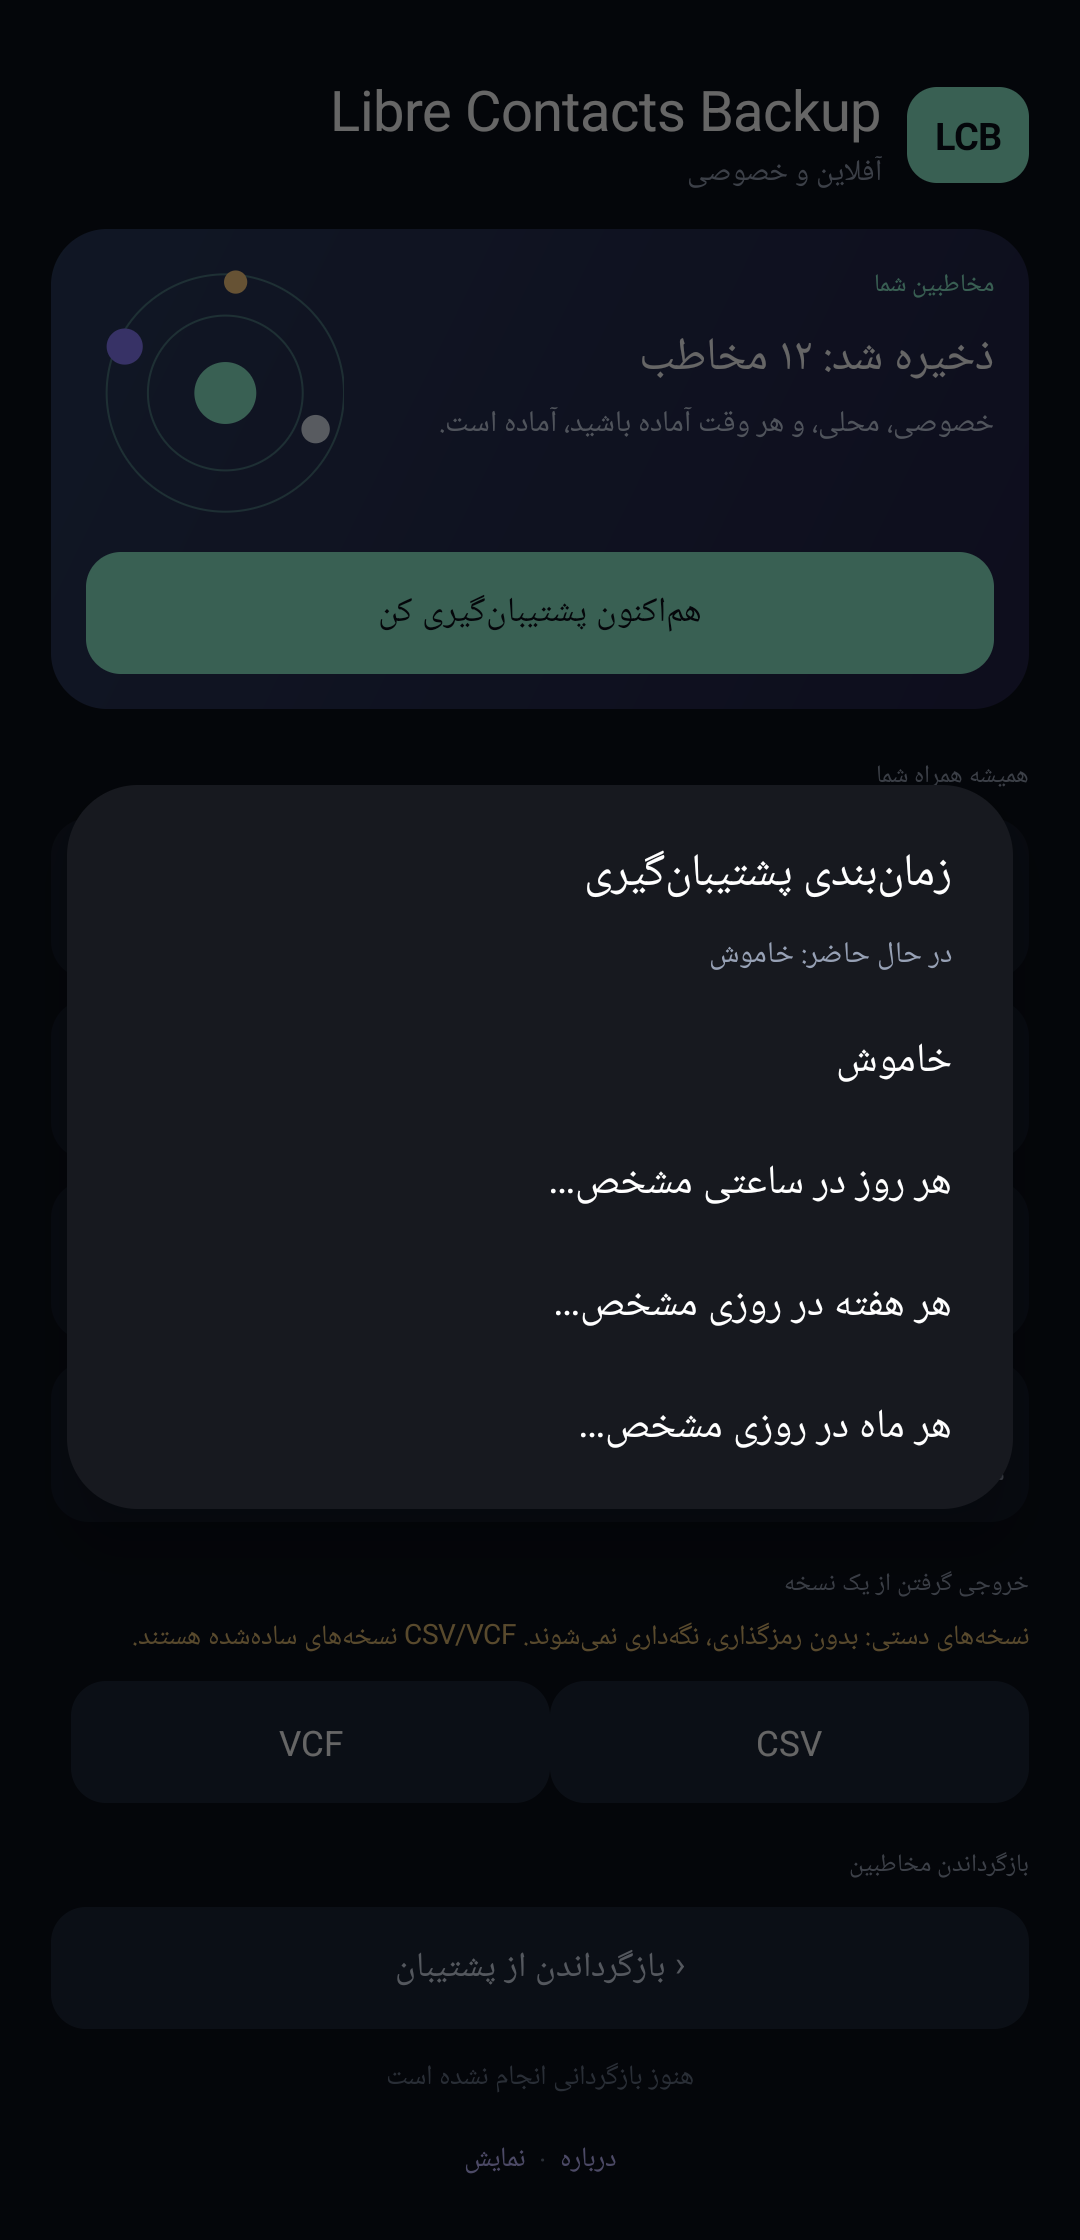 LCB
Libre Contacts Backup
آفلاین و خصوصی
مخاطبین شما
ذخیره شد: ۱۲ مخاطب
خصوصی، محلی، و هر وقت آماده باشید، آماده است.
هم‌اکنون پشتیبان‌گیری کن
همیشه همراه شما
زمان‌بندی پشتیبان‌گیری
در حال حاضر: خاموش
خاموش
هر روز در ساعتی مشخص...
هر هفته در روزی مشخص...
هر ماه در روزی مشخص...
خروجی گرفتن از یک نسخه
نسخه‌های دستی: بدون رمزگذاری، نگه‌داری نمی‌شوند. CSV/VCF نسخه‌های ساده‌شده هستند.
CSV
VCF
بازگرداندن مخاطبین
‹ بازگرداندن از پشتیبان
هنوز بازگردانی انجام نشده است
درباره · نمایش